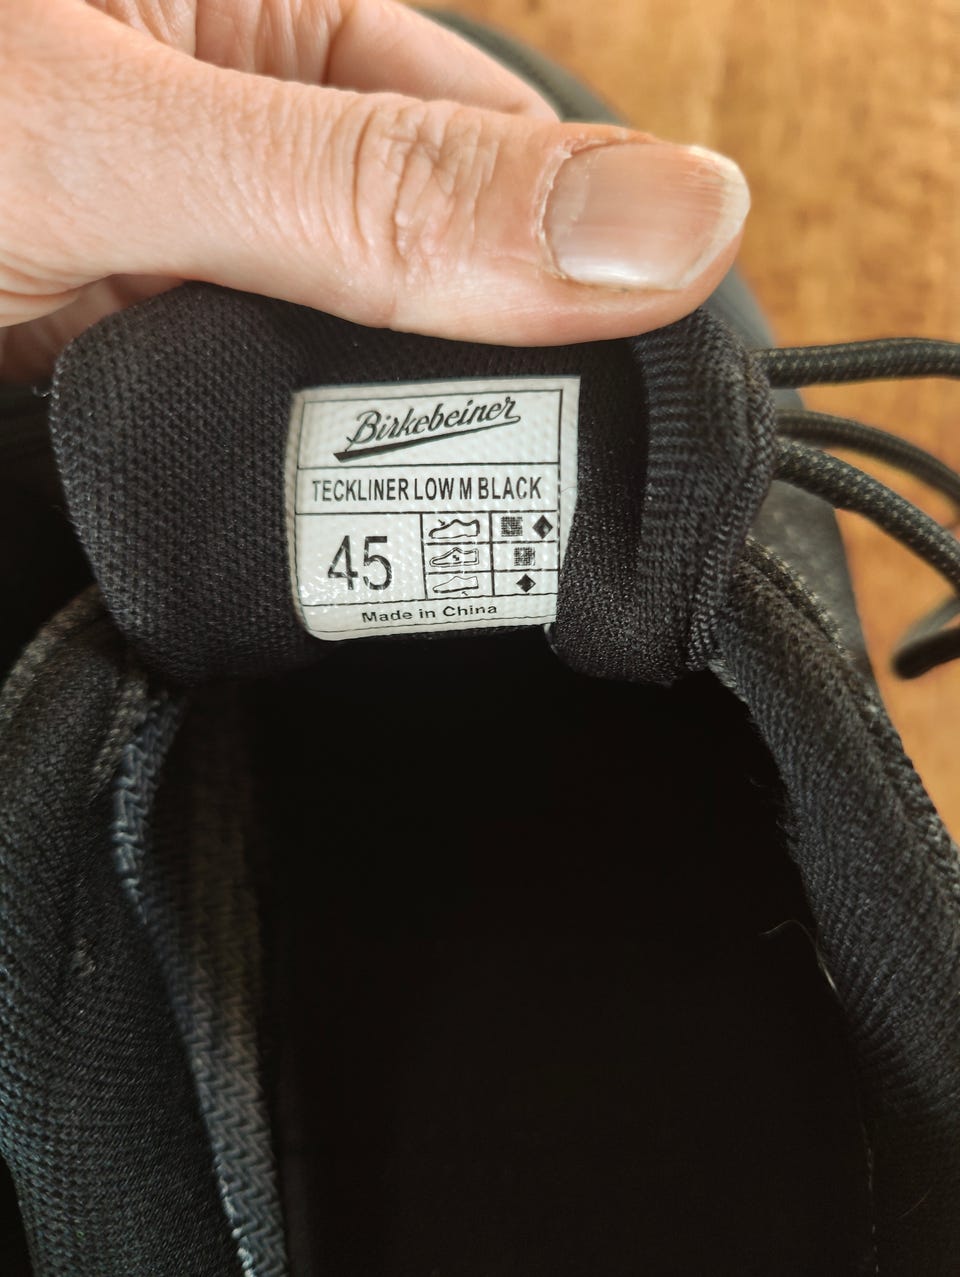 Birkebeiner
TECKLINER LOW M BLACK
45
Made in China